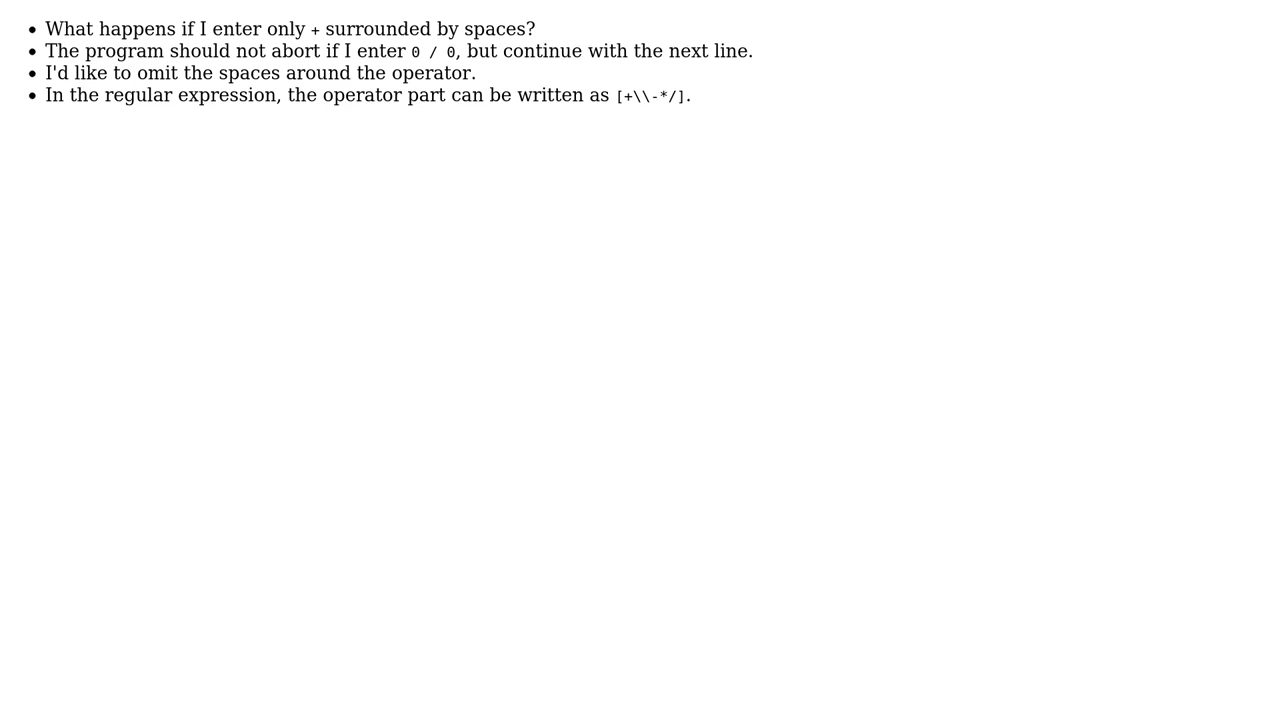 • What happens if I enter only + surrounded by spaces?
• The program should not abort if I enter 0 / 0, but continue with the next line.
• I'd like to omit the spaces around the operator.
• In the regular expression, the operator part can be written as [+\\-*/].